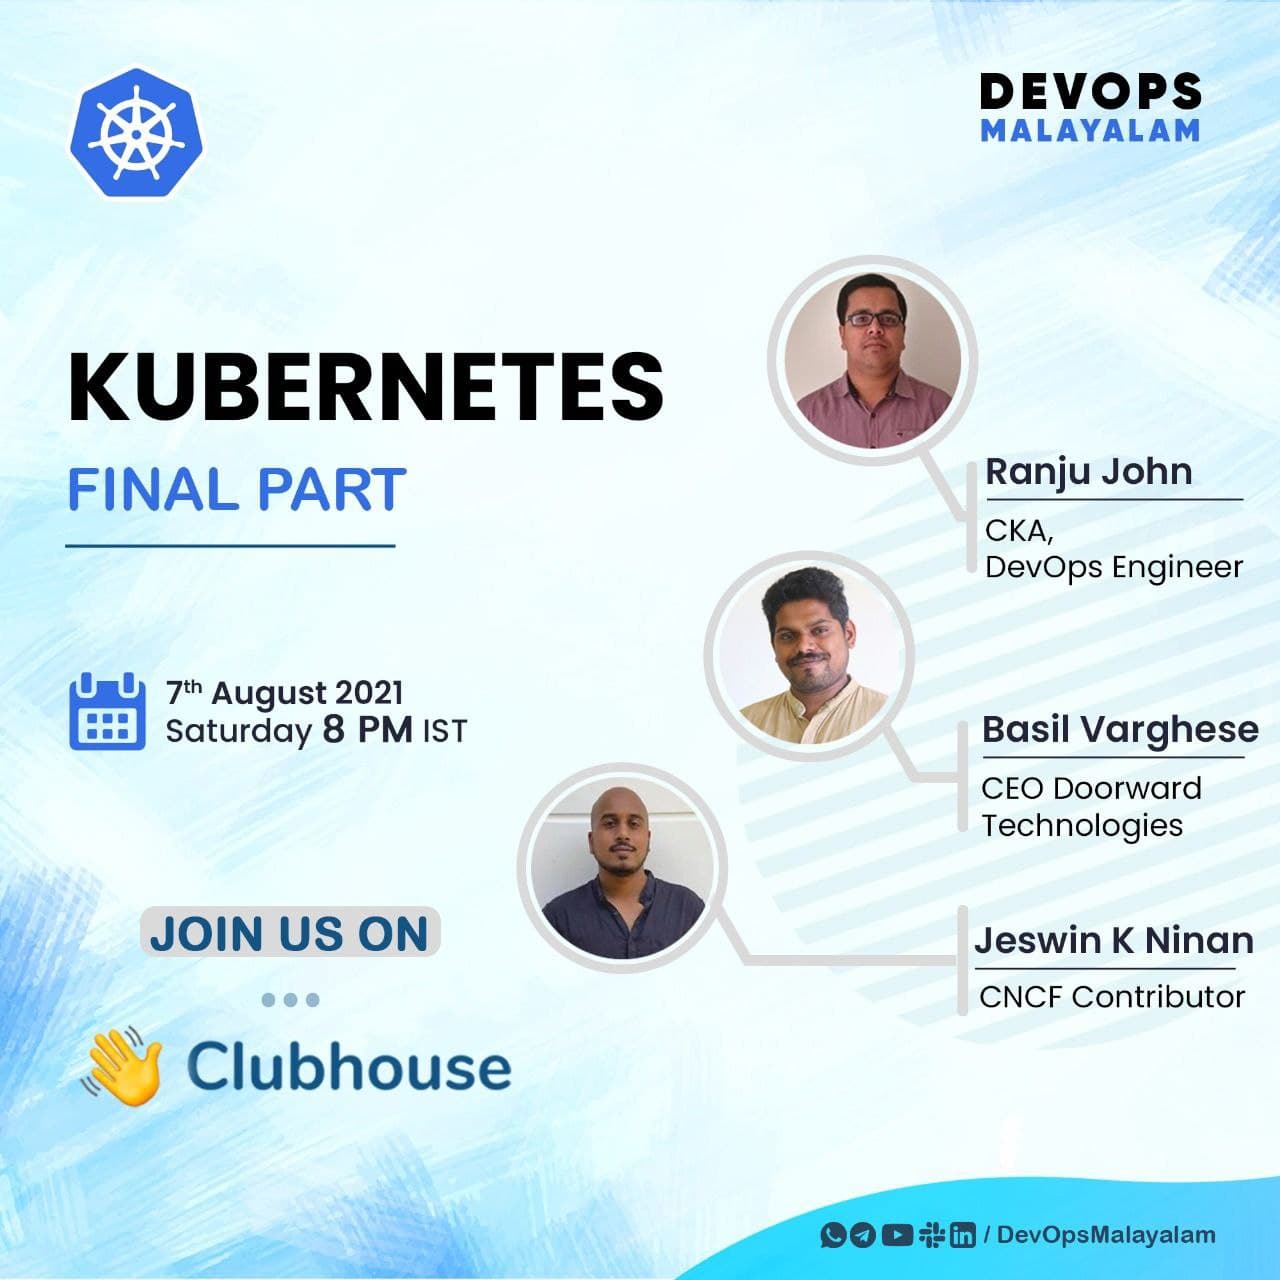 DEVOPS
MALAYALAM
KUBERNETES
FINAL PART
7th August 2021
Saturday 8 PM IST
JOIN US ON
Clubhouse
Ranju John
CKA,
DevOps Engineer
Basil Varghese
CEO Doorward
Technologies
Jeswin K Ninan
CNCF Contributor
/ DevOpsMalayalam